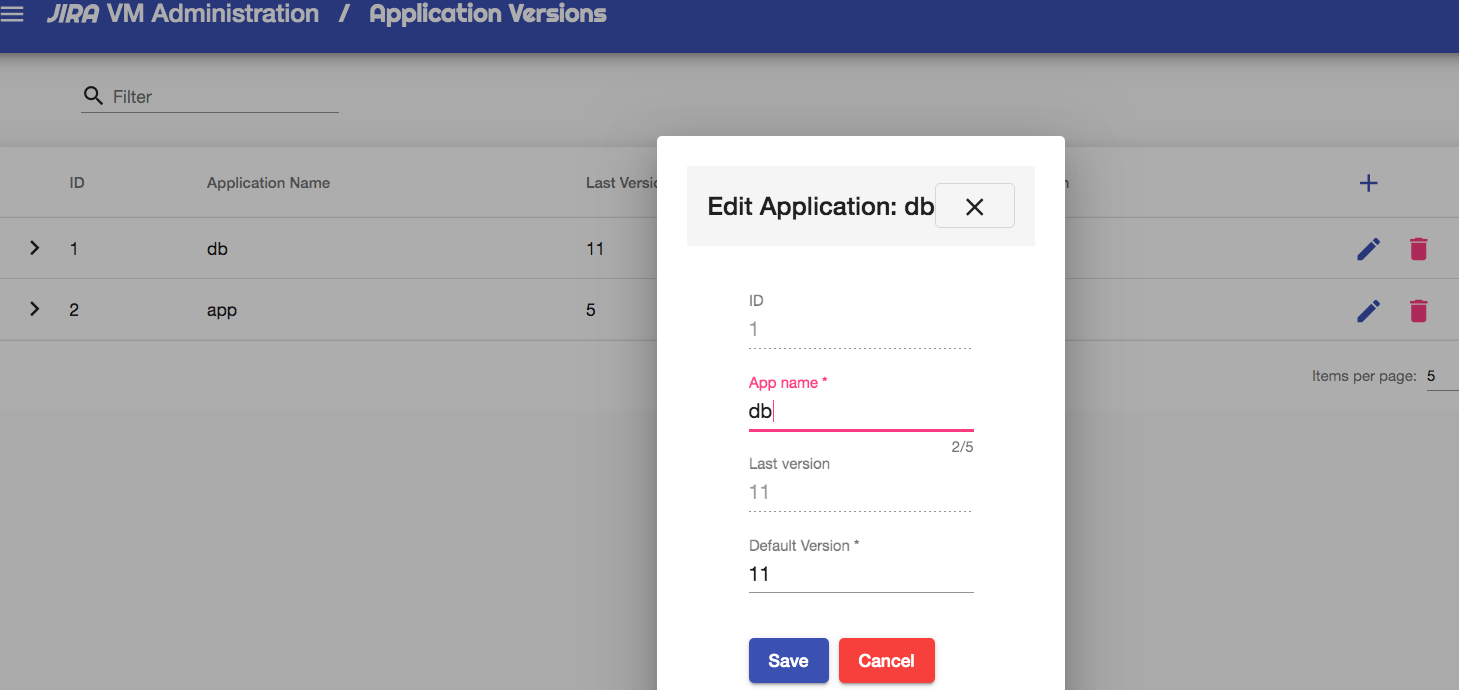 JIRA VM Administration / Application Versions
Filter
ID Application Name Last Versio
Edit Application: db
1 db 11
2 app 5
Items per page: 5
ID
1
App name *
db
2/5
Last version
11
Default Version *
11
Save Cancel